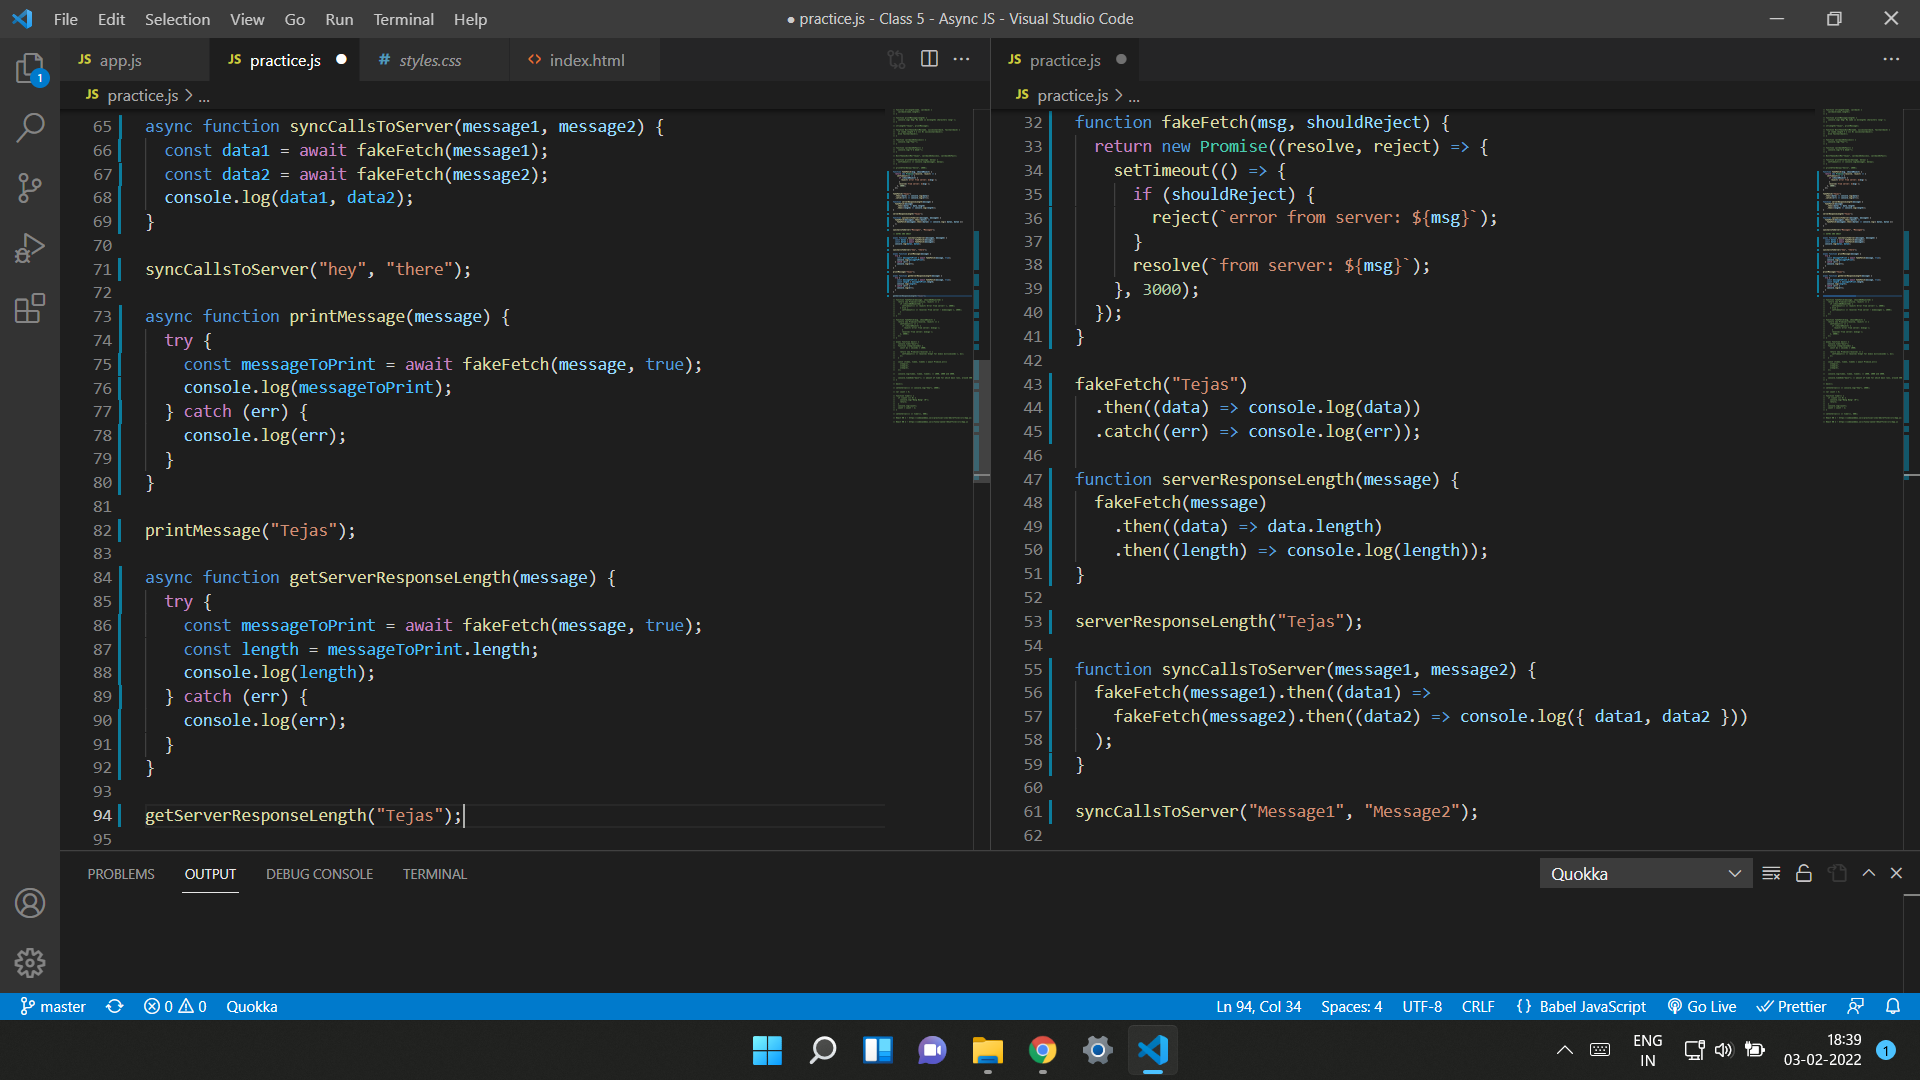 File Edit Selection View Go Run Terminal Help
● practice.js - Class 5 - Async JS - Visual Studio Code
1
JS app.js
JS practice.js ●
# styles.css
<> index.html
JS practice.js > ...
65 async function syncCallsToServer(message1, message2) {
66 const data1 = await fakeFetch(message1);
67 const data2 = await fakeFetch(message2);
68 console.log(data1, data2);
69 }
70
71 syncCallsToServer("hey", "there");
72
73 async function printMessage(message) {
74 try {
75 const messageToPrint = await fakeFetch(message, true);
76 console.log(messageToPrint);
77 } catch (err) {
78 console.log(err);
79 }
80 }
81
82 printMessage("Tejas");
83
84 async function getServerResponseLength(message) {
85 try {
86 const messageToPrint = await fakeFetch(message, true);
87 const length = messageToPrint.length;
88 console.log(length);
89 } catch (err) {
90 console.log(err);
91 }
92 }
93
94 getServerResponseLength("Tejas");
95
JS practice.js ●
JS practice.js > ...
32 function fakeFetch(msg, shouldReject) {
33 return new Promise((resolve, reject) => {
34 setTimeout(() => {
35 if (shouldReject) {
36 reject(`error from server: ${msg}`);
37 }
38 resolve(`from server: ${msg}`);
39 }, 3000);
40 });
41 }
42
43 fakeFetch("Tejas")
44 .then((data) => console.log(data))
45 .catch((err) => console.log(err));
46
47 function serverResponseLength(message) {
48 fakeFetch(message)
49 .then((data) => data.length)
50 .then((length) => console.log(length));
51 }
52
53 serverResponseLength("Tejas");
54
55 function syncCallsToServer(message1, message2) {
56 fakeFetch(message1).then((data1) =>
57 fakeFetch(message2).then((data2) => console.log({ data1, data2 }))
58 );
59 }
60
61 syncCallsToServer("Message1", "Message2");
62
PROBLEMS OUTPUT DEBUG CONSOLE TERMINAL
Quokka
master 0 0 Quokka
Ln 94, Col 34 Spaces: 4 UTF-8 CRLF {} Babel JavaScript Go Live Prettier
ENG
IN
18:39
03-02-2022
1